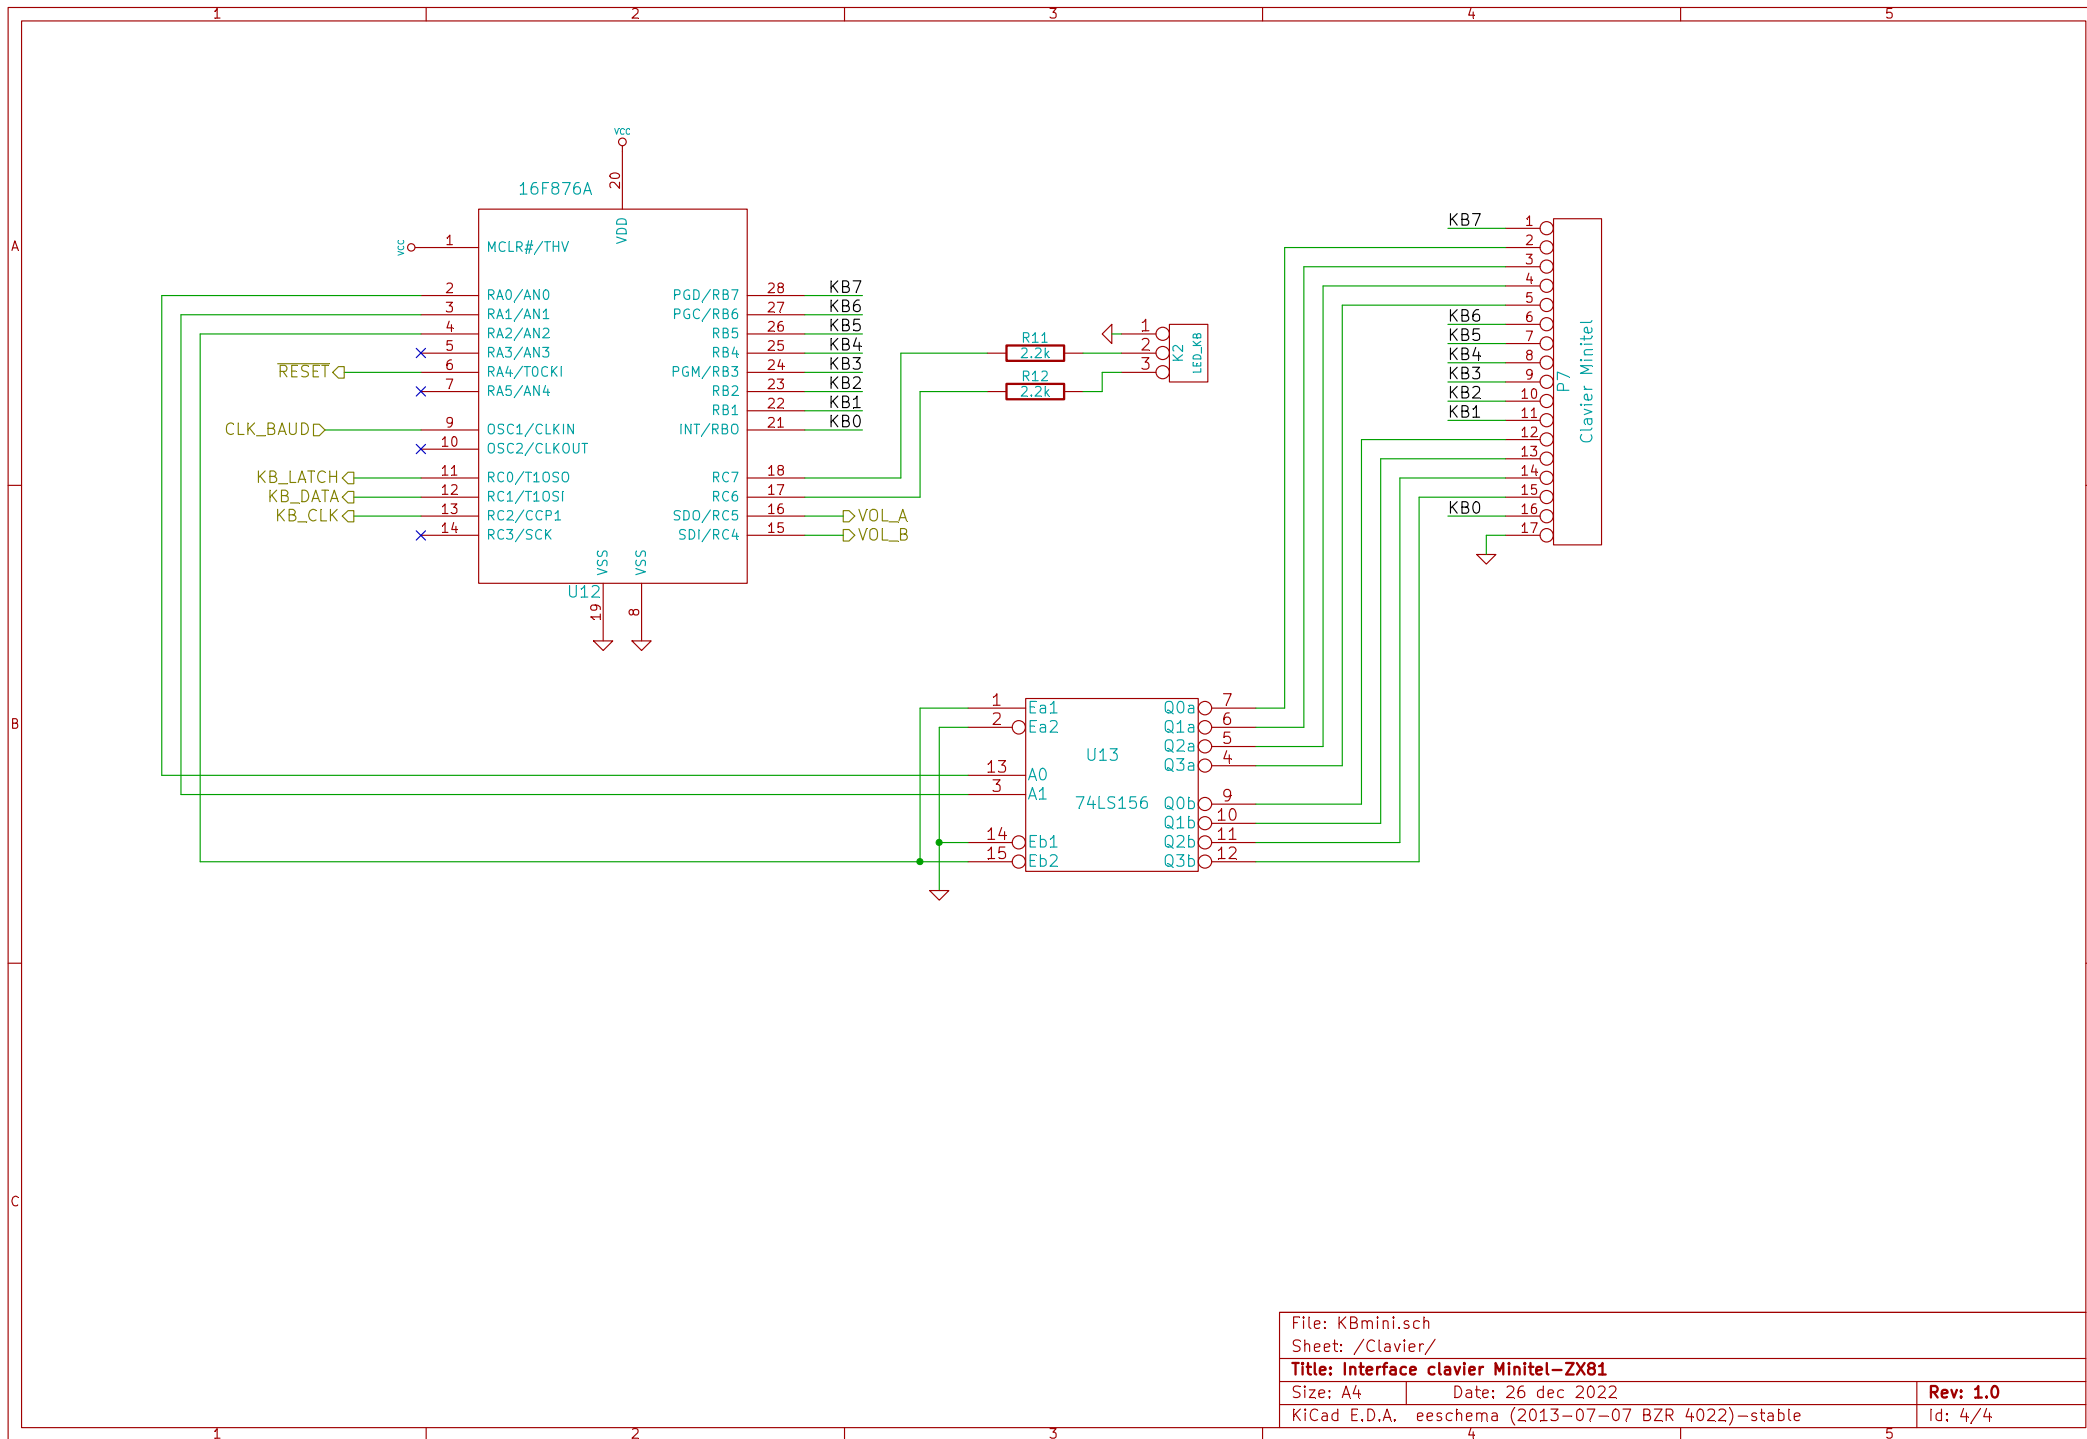 1 2 3 4 5
A
B
C
VCC
20
16F876A
VDD
VCC 1 MCLR#/THV
2 RA0/AN0
3 RA1/AN1
4 RA2/AN2
5 RA3/AN3
RESET 6 RA4/T0CKI
7 RA5/AN4
CLK_BAUD 9 OSC1/CLKIN
10 OSC2/CLKOUT
KB_LATCH 11 RC0/T1OSO
KB_DATA 12 RC1/T1OSI
KB_CLK 13 RC2/CCP1
14 RC3/SCK
PGD/RB7 28 KB7
PGC/RB6 27 KB6
RB5 26 KB5
RB4 25 KB4
PGM/RB3 24 KB3
RB2 23 KB2
RB1 22 KB1
INT/RB0 21 KB0
RC7 18
RC6 17
SDO/RC5 16 VOL_A
SDI/RC4 15 VOL_B
VSS VSS
U12
19 8
R11
2.2k
R12
2.2k
1
2
3
K2
LED_KB
KB7 1
2
3
4
5
KB6 6
KB5 7
KB4 8
KB3 9
KB2 10
KB1 11
12
13
14
15
KB0 16
17
P7
Clavier Minitel
1 Ea1
2 Ea2
13 A0
3 A1
14 Eb1
15 Eb2
U13
74LS156
Q0a 7
Q1a 6
Q2a 5
Q3a 4
Q0b 9
Q1b 10
Q2b 11
Q3b 12
File: KBmini.sch
Sheet: /Clavier/
Title: Interface clavier Minitel-ZX81
Size: A4 Date: 26 dec 2022 Rev: 1.0
KiCad E.D.A. eeschema (2013-07-07 BZR 4022)-stable Id: 4/4
1 2 3 4 5